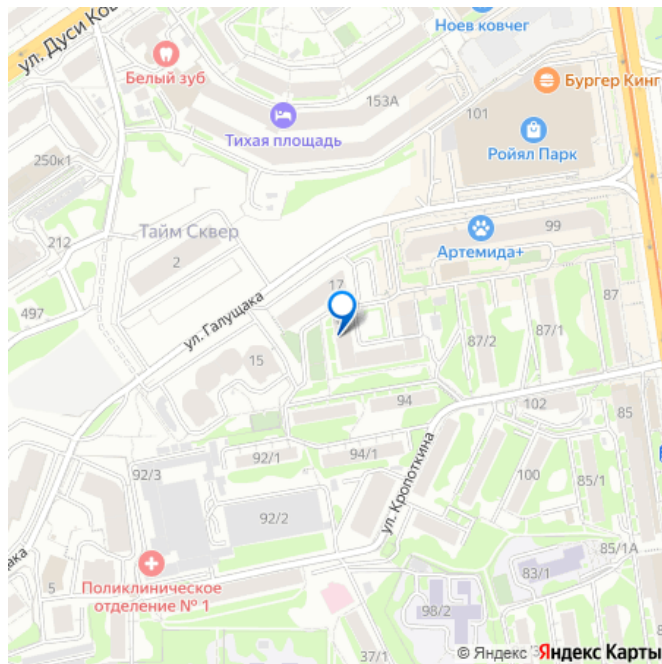 ул. Дуси Ков
Ноев ковчег
Белый зуб
Бургер Кинг
153А
101
Тихая площадь
Ройял Парк
250к1
212
Тайм Сквер
99
2
Артемида+
17
87
497
ул. Галущака
87/1
87/2
15
94
102
85
ул. Кропоткина
92/1
94/1
92/3
100
85/1
92/2
85/1А
ака
5
Поликлиническое
отделение № 1
83/1
98/2
37/1
© Яндекс
Яндекс Карты